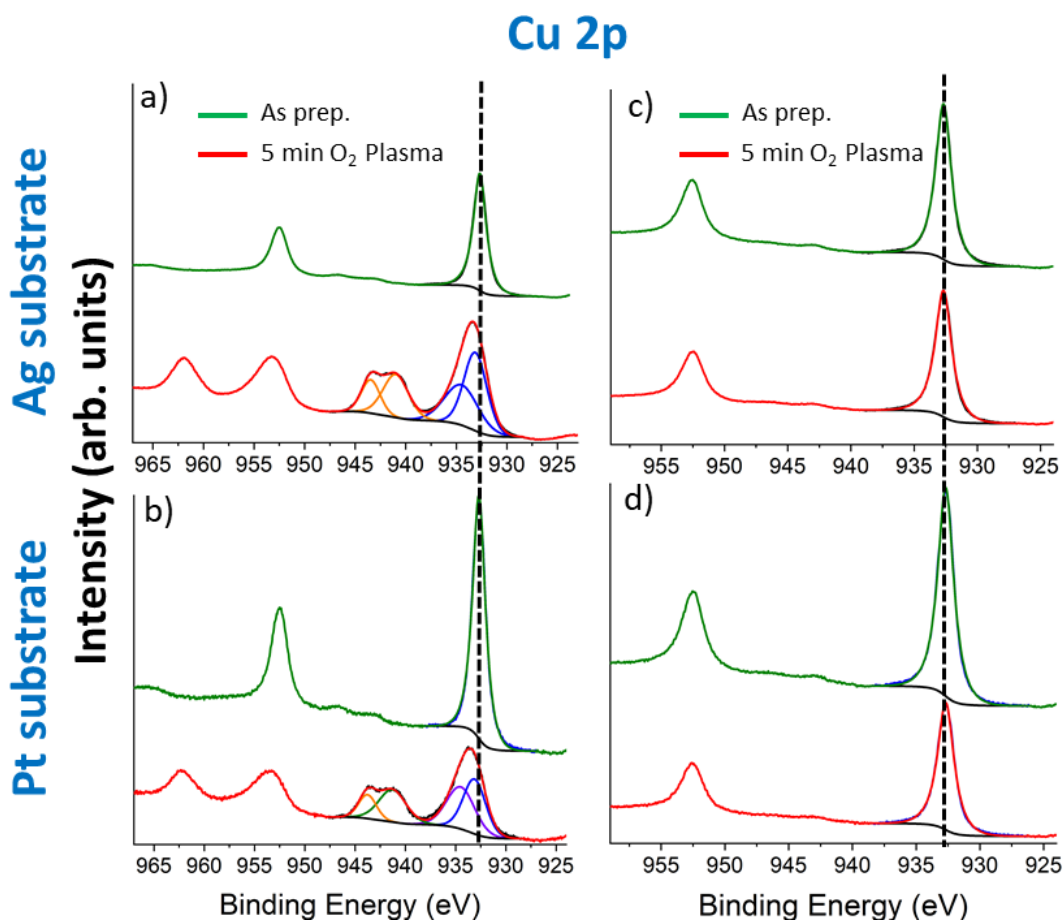 Cu 2p
Ag substrate
Pt substrate
Intensity (arb. units)
a)
As prep.
5 min O₂ Plasma
965 960 955 950 945 940 935 930 925
c)
As prep.
5 min O₂ Plasma
955 950 945 940 935 930 925
b)
965 960 955 950 945 940 935 930 925
Binding Energy (eV)
d)
955 950 945 940 935 930 925
Binding Energy (eV)